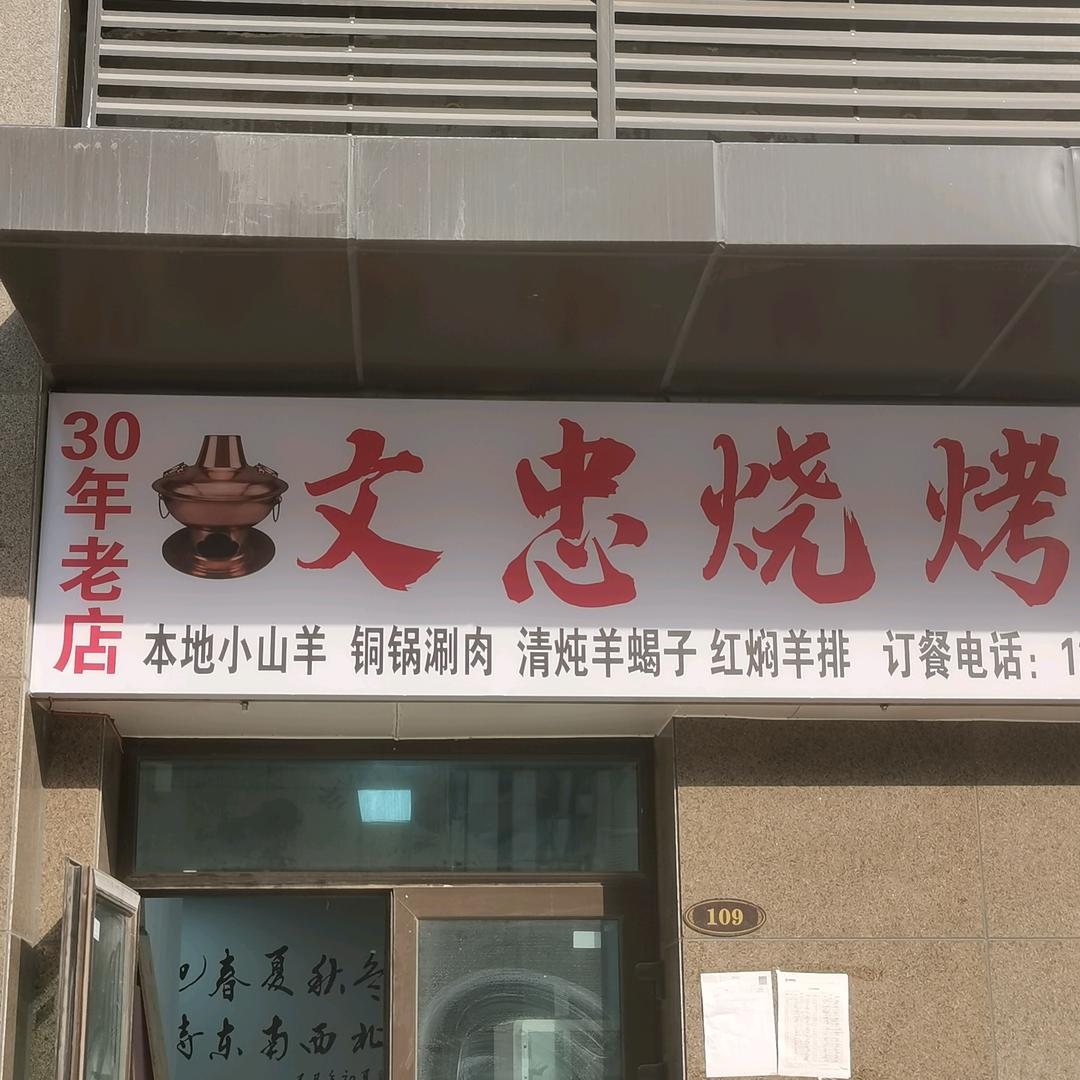 30
年
老
店
文忠烧烤
本地小山羊 铜锅涮肉 清炖羊蝎子 红焖羊排 订餐电话：1
109
春夏秋冬
东南西北